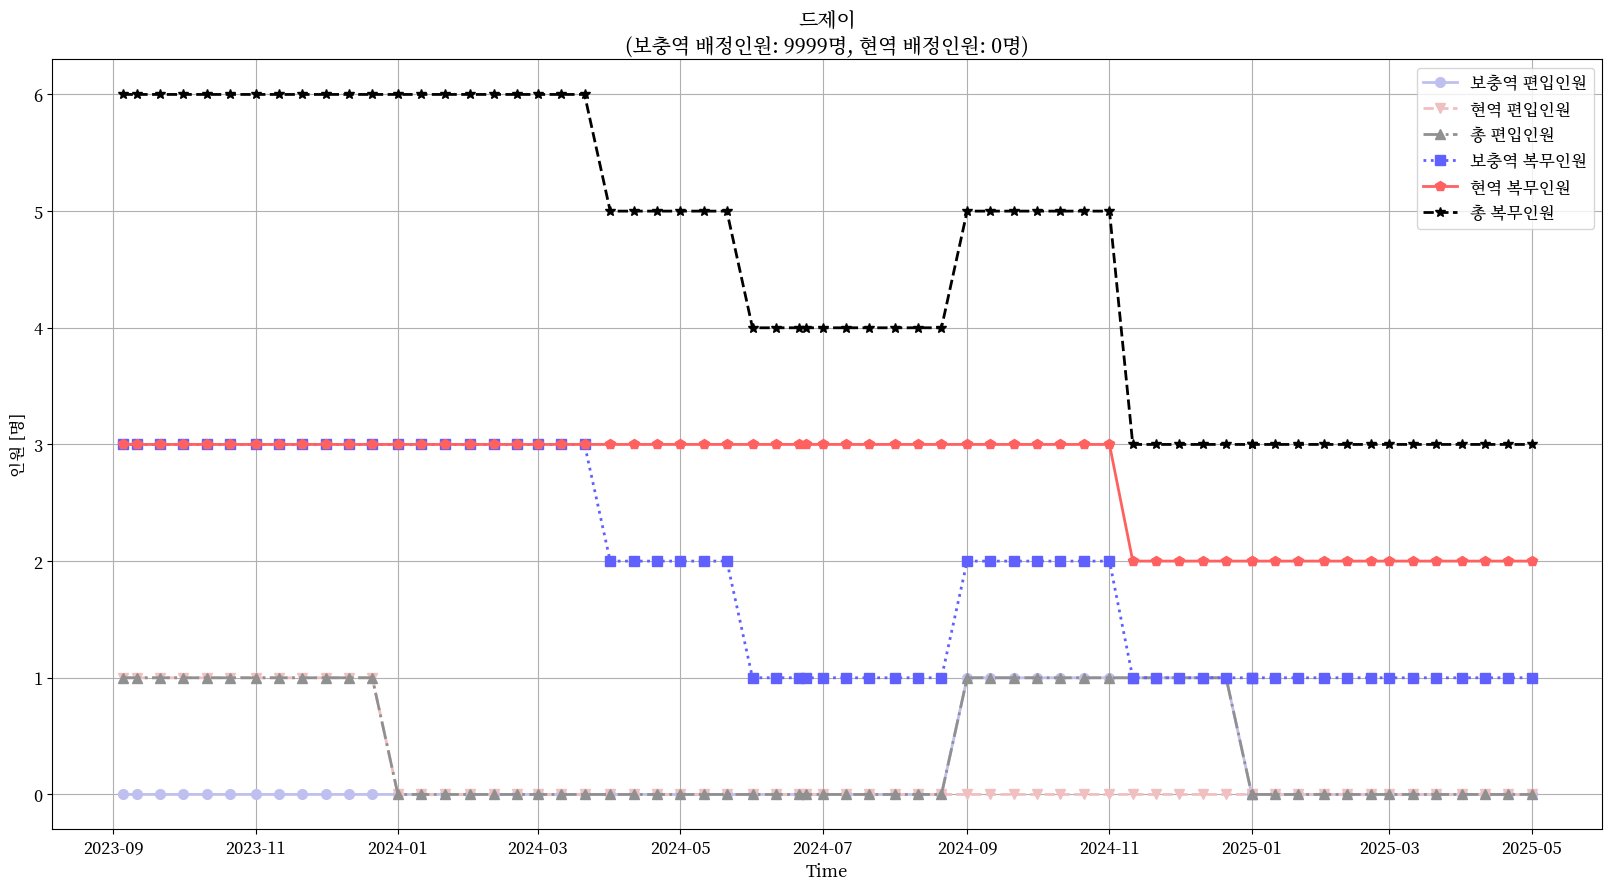 드제이
(보충역 배정인원: 9999명, 현역 배정인원: 0명)
보충역 편입인원
현역 편입인원
총 편입인원
보충역 복무인원
현역 복무인원
총 복무인원
인원 [명]
6
5
4
3
2
1
0
2023-09 2023-11 2024-01 2024-03 2024-05 2024-07 2024-09 2024-11 2025-01 2025-03 2025-05
Time